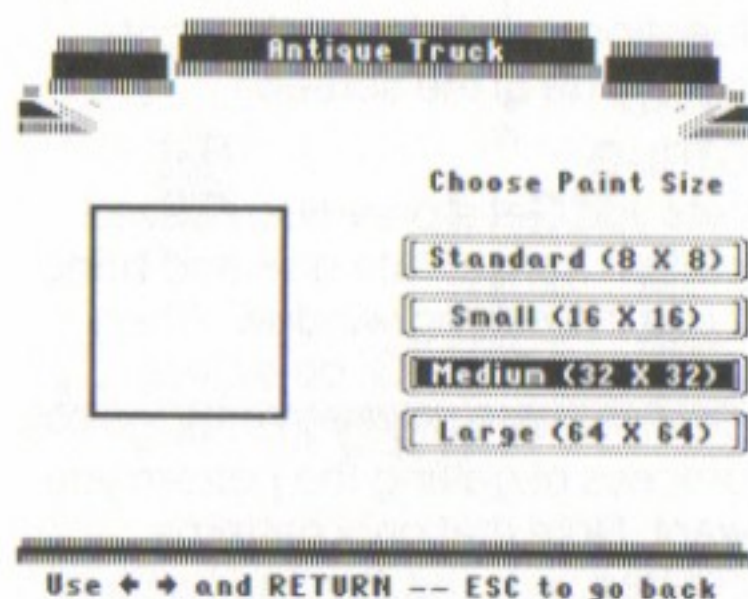 Antique Truck
Choose Paint Size
Standard (8 X 8)
Small (16 X 16)
Medium (32 X 32)
Large (64 X 64)
Use ← → and RETURN -- ESC to go back